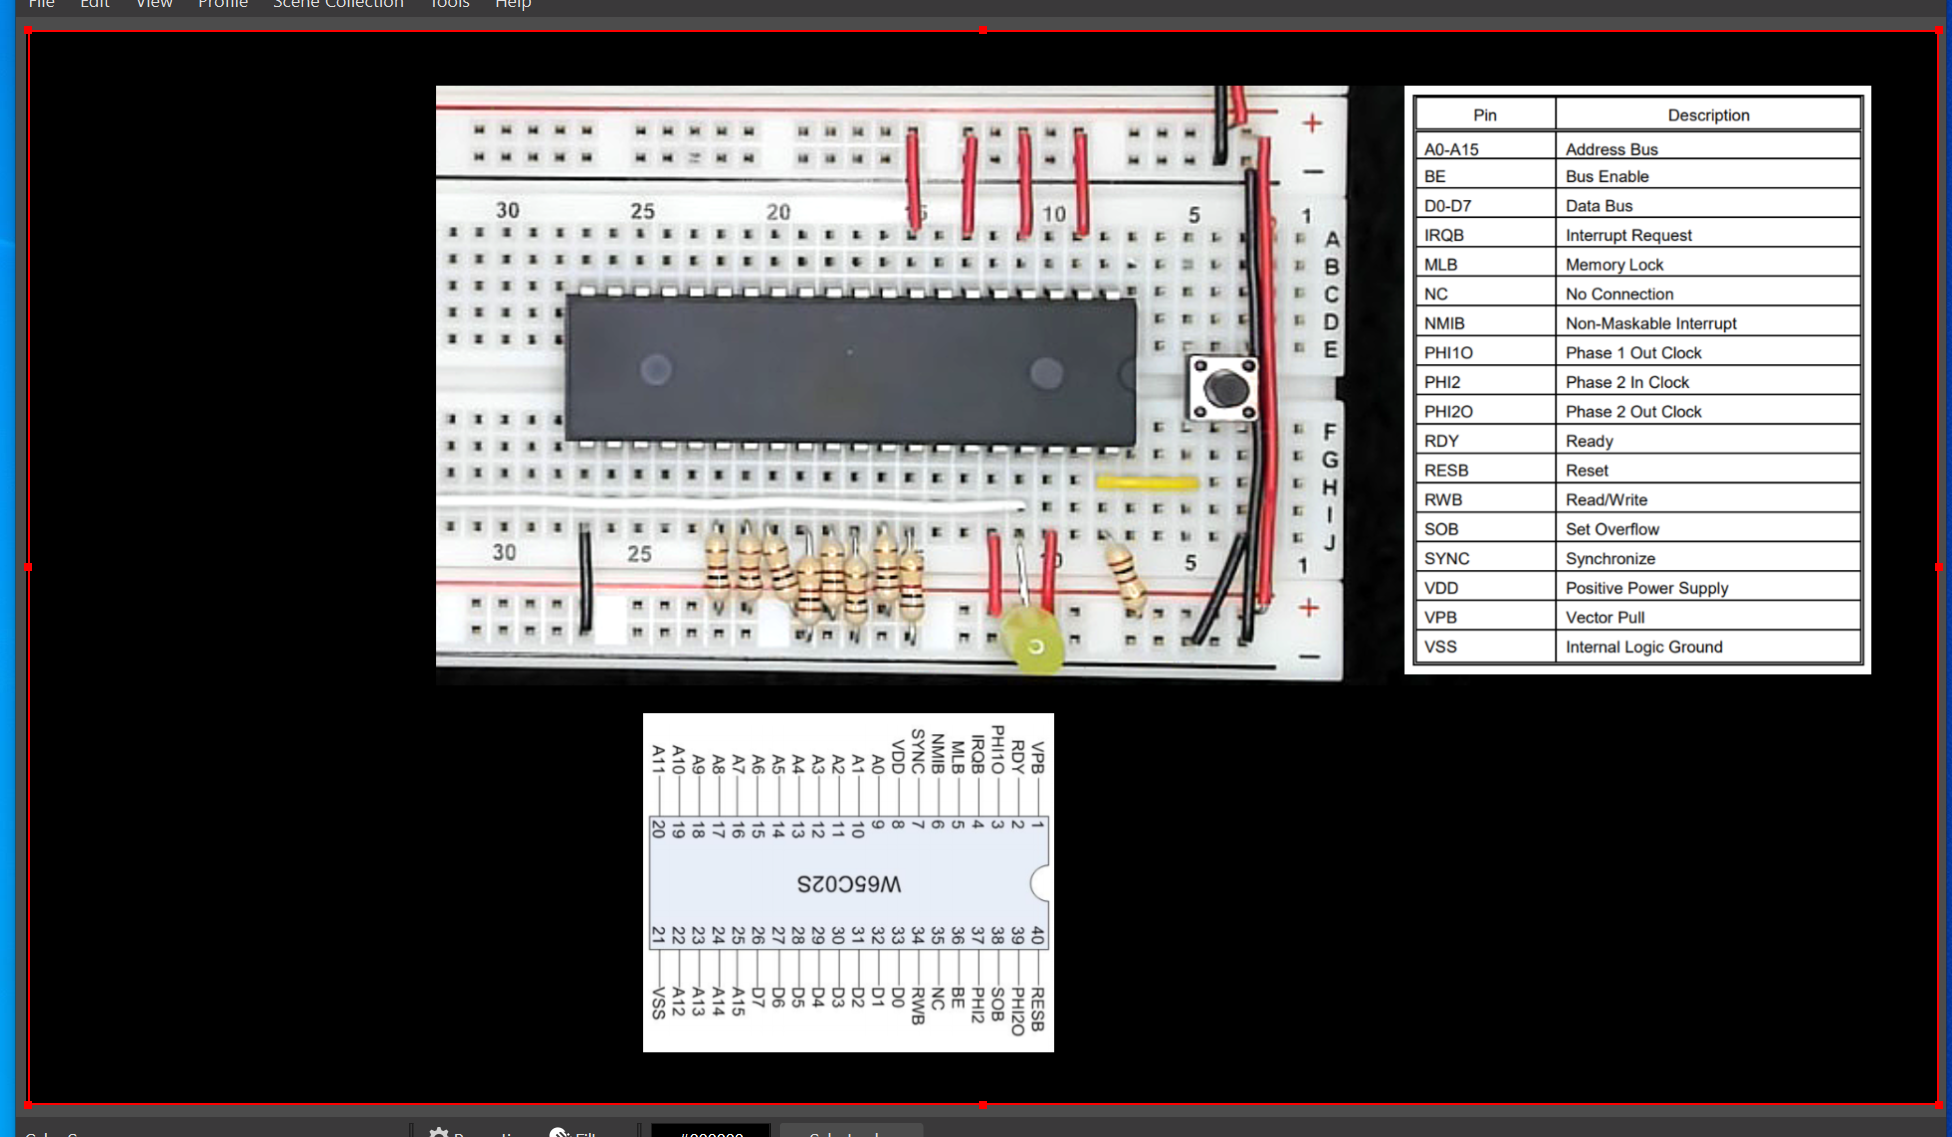 File Edit View Profile Scene Collection Tools Help
+
−
30 25 20 10 5 1
A
B
C
D
E
F
G
H
I
J
30 25 5 1
+
−
Pin Description
A0-A15 Address Bus
BE Bus Enable
D0-D7 Data Bus
IRQB Interrupt Request
MLB Memory Lock
NC No Connection
NMIB Non-Maskable Interrupt
PHI1O Phase 1 Out Clock
PHI2 Phase 2 In Clock
PHI2O Phase 2 Out Clock
RDY Ready
RESB Reset
RWB Read/Write
SOB Set Overflow
SYNC Synchronize
VDD Positive Power Supply
VPB Vector Pull
VSS Internal Logic Ground
A11 A10 A9 A8 A7 A6 A5 A4 A3 A2 A1 A0 VDD SYNC NMIB MLB IRQB PHI1O RDY VPB
20 19 18 17 16 15 14 13 12 11 10 9 8 7 6 5 4 3 2 1
W65C02S
21 22 23 24 25 26 27 28 29 30 31 32 33 34 35 36 37 38 39 40
VSS A12 A13 A14 A15 D7 D6 D5 D4 D3 D2 D1 D0 RWB NC BE PHI2 SOB PHI2O RESB